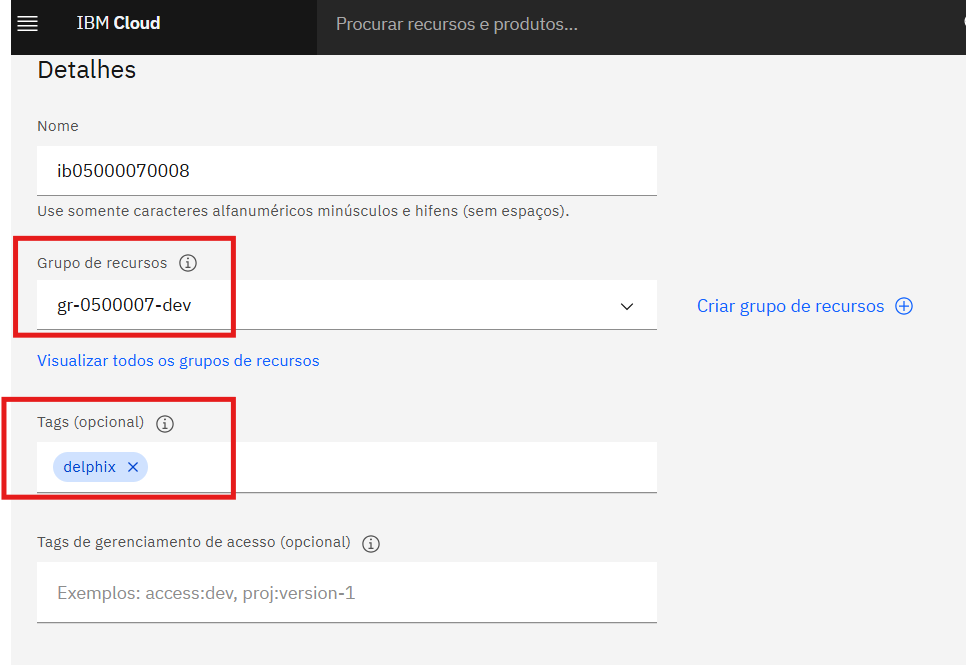 IBM Cloud
Procurar recursos e produtos...
Detalhes
Nome
ib05000070008
Use somente caracteres alfanuméricos minúsculos e hifens (sem espaços).
Grupo de recursos
gr-0500007-dev
Criar grupo de recursos
Visualizar todos os grupos de recursos
Tags (opcional)
delphix
Tags de gerenciamento de acesso (opcional)
Exemplos: access:dev, proj:version-1